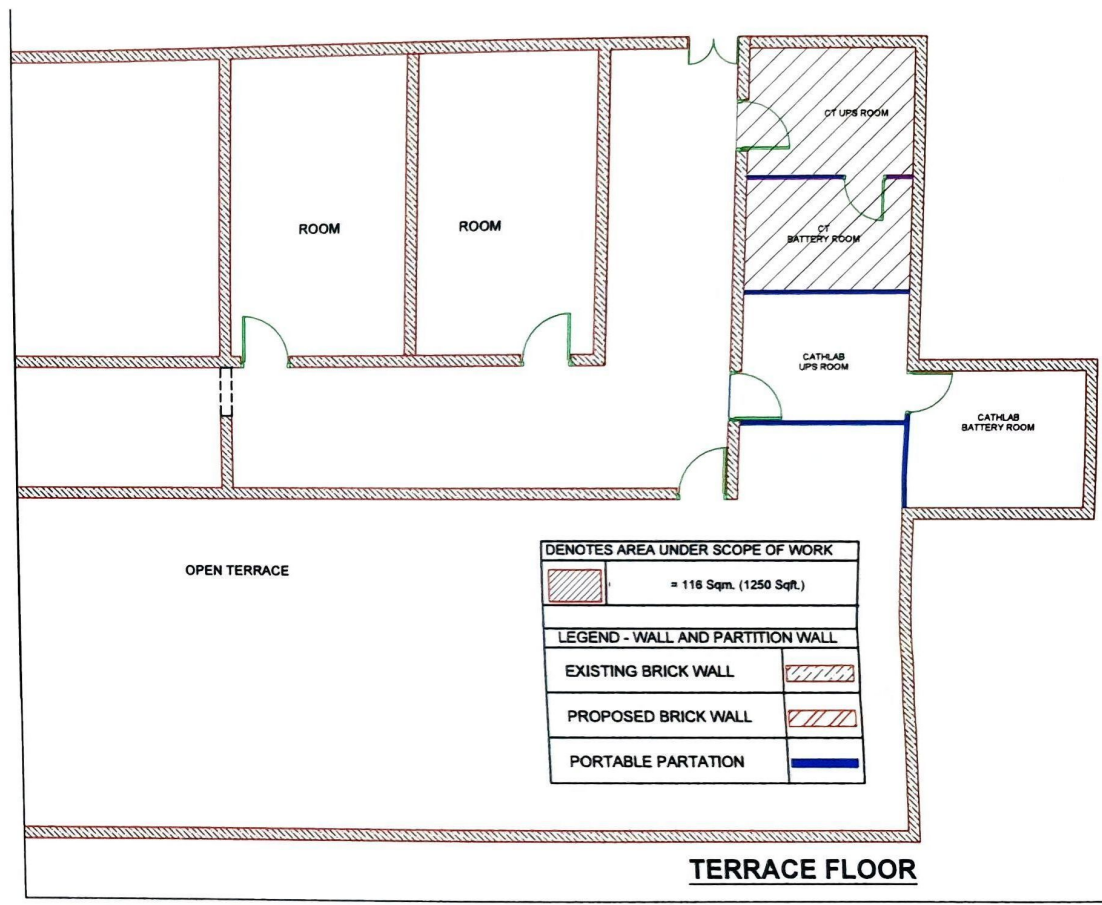 CT UPS ROOM
ROOM
ROOM
CT
BATTERY ROOM
CATHLAB
UPS ROOM
CATHLAB
BATTERY ROOM
OPEN TERRACE
DENOTES AREA UNDER SCOPE OF WORK
= 116 Sqm. (1250 Sqft.)
LEGEND - WALL AND PARTITION WALL
EXISTING BRICK WALL
PROPOSED BRICK WALL
PORTABLE PARTATION
TERRACE FLOOR